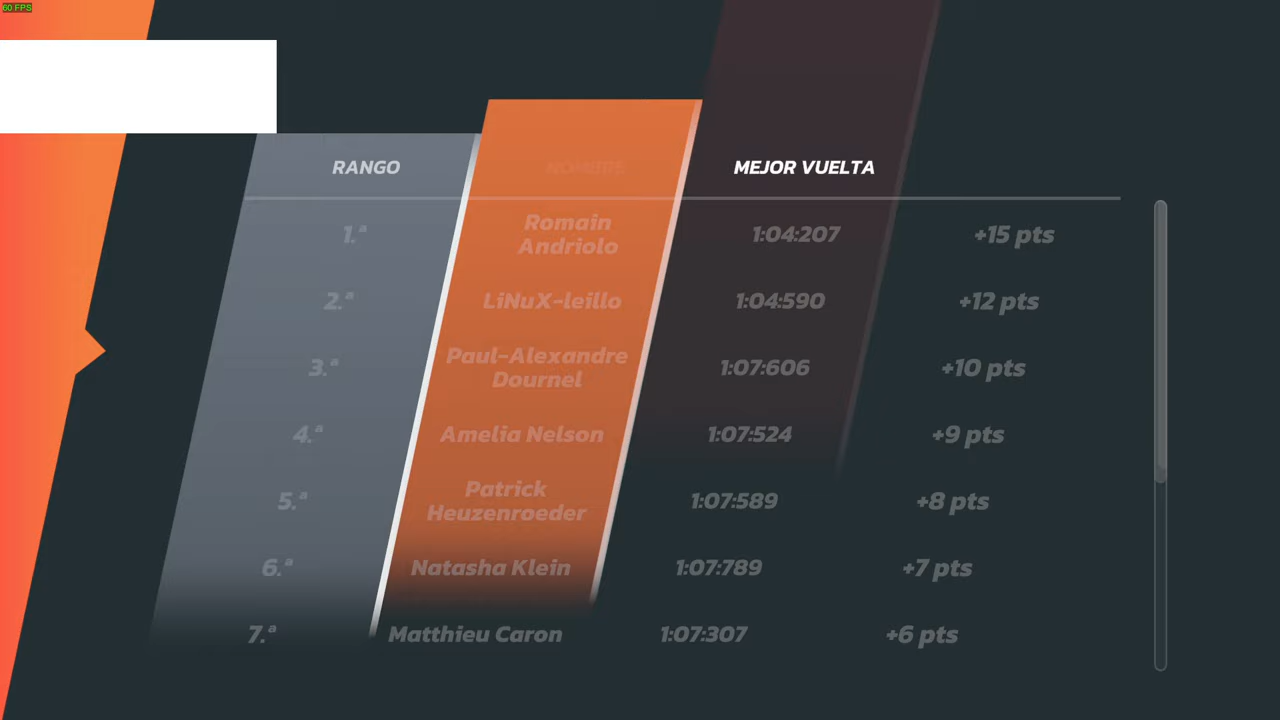 60 FPS
RANGO NOMBRE MEJOR VUELTA
1.ª Romain Andriolo 1:04:207 +15 pts
2.ª LiNuX-leillo 1:04:590 +12 pts
3.ª Paul-Alexandre Dournel 1:07:606 +10 pts
4.ª Amelia Nelson 1:07:524 +9 pts
5.ª Patrick Heuzenroeder 1:07:589 +8 pts
6.ª Natasha Klein 1:07:789 +7 pts
7.ª Matthieu Caron 1:07:307 +6 pts